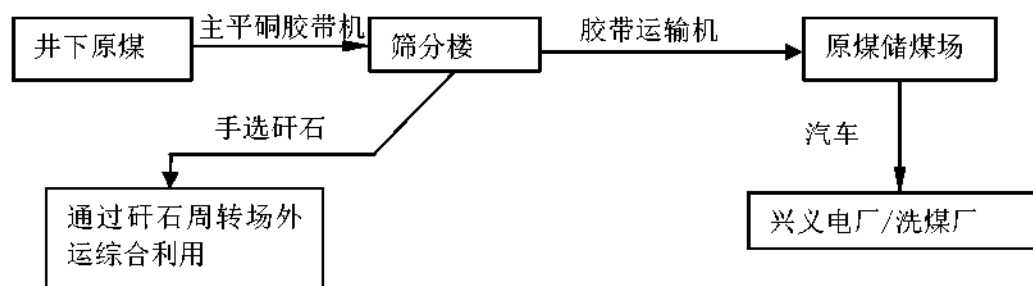 井下原煤
主平硐胶带机
筛分楼
胶带运输机
原煤储煤场
手选矸石
汽车
通过矸石周转场外
运综合利用
兴义电厂/洗煤厂